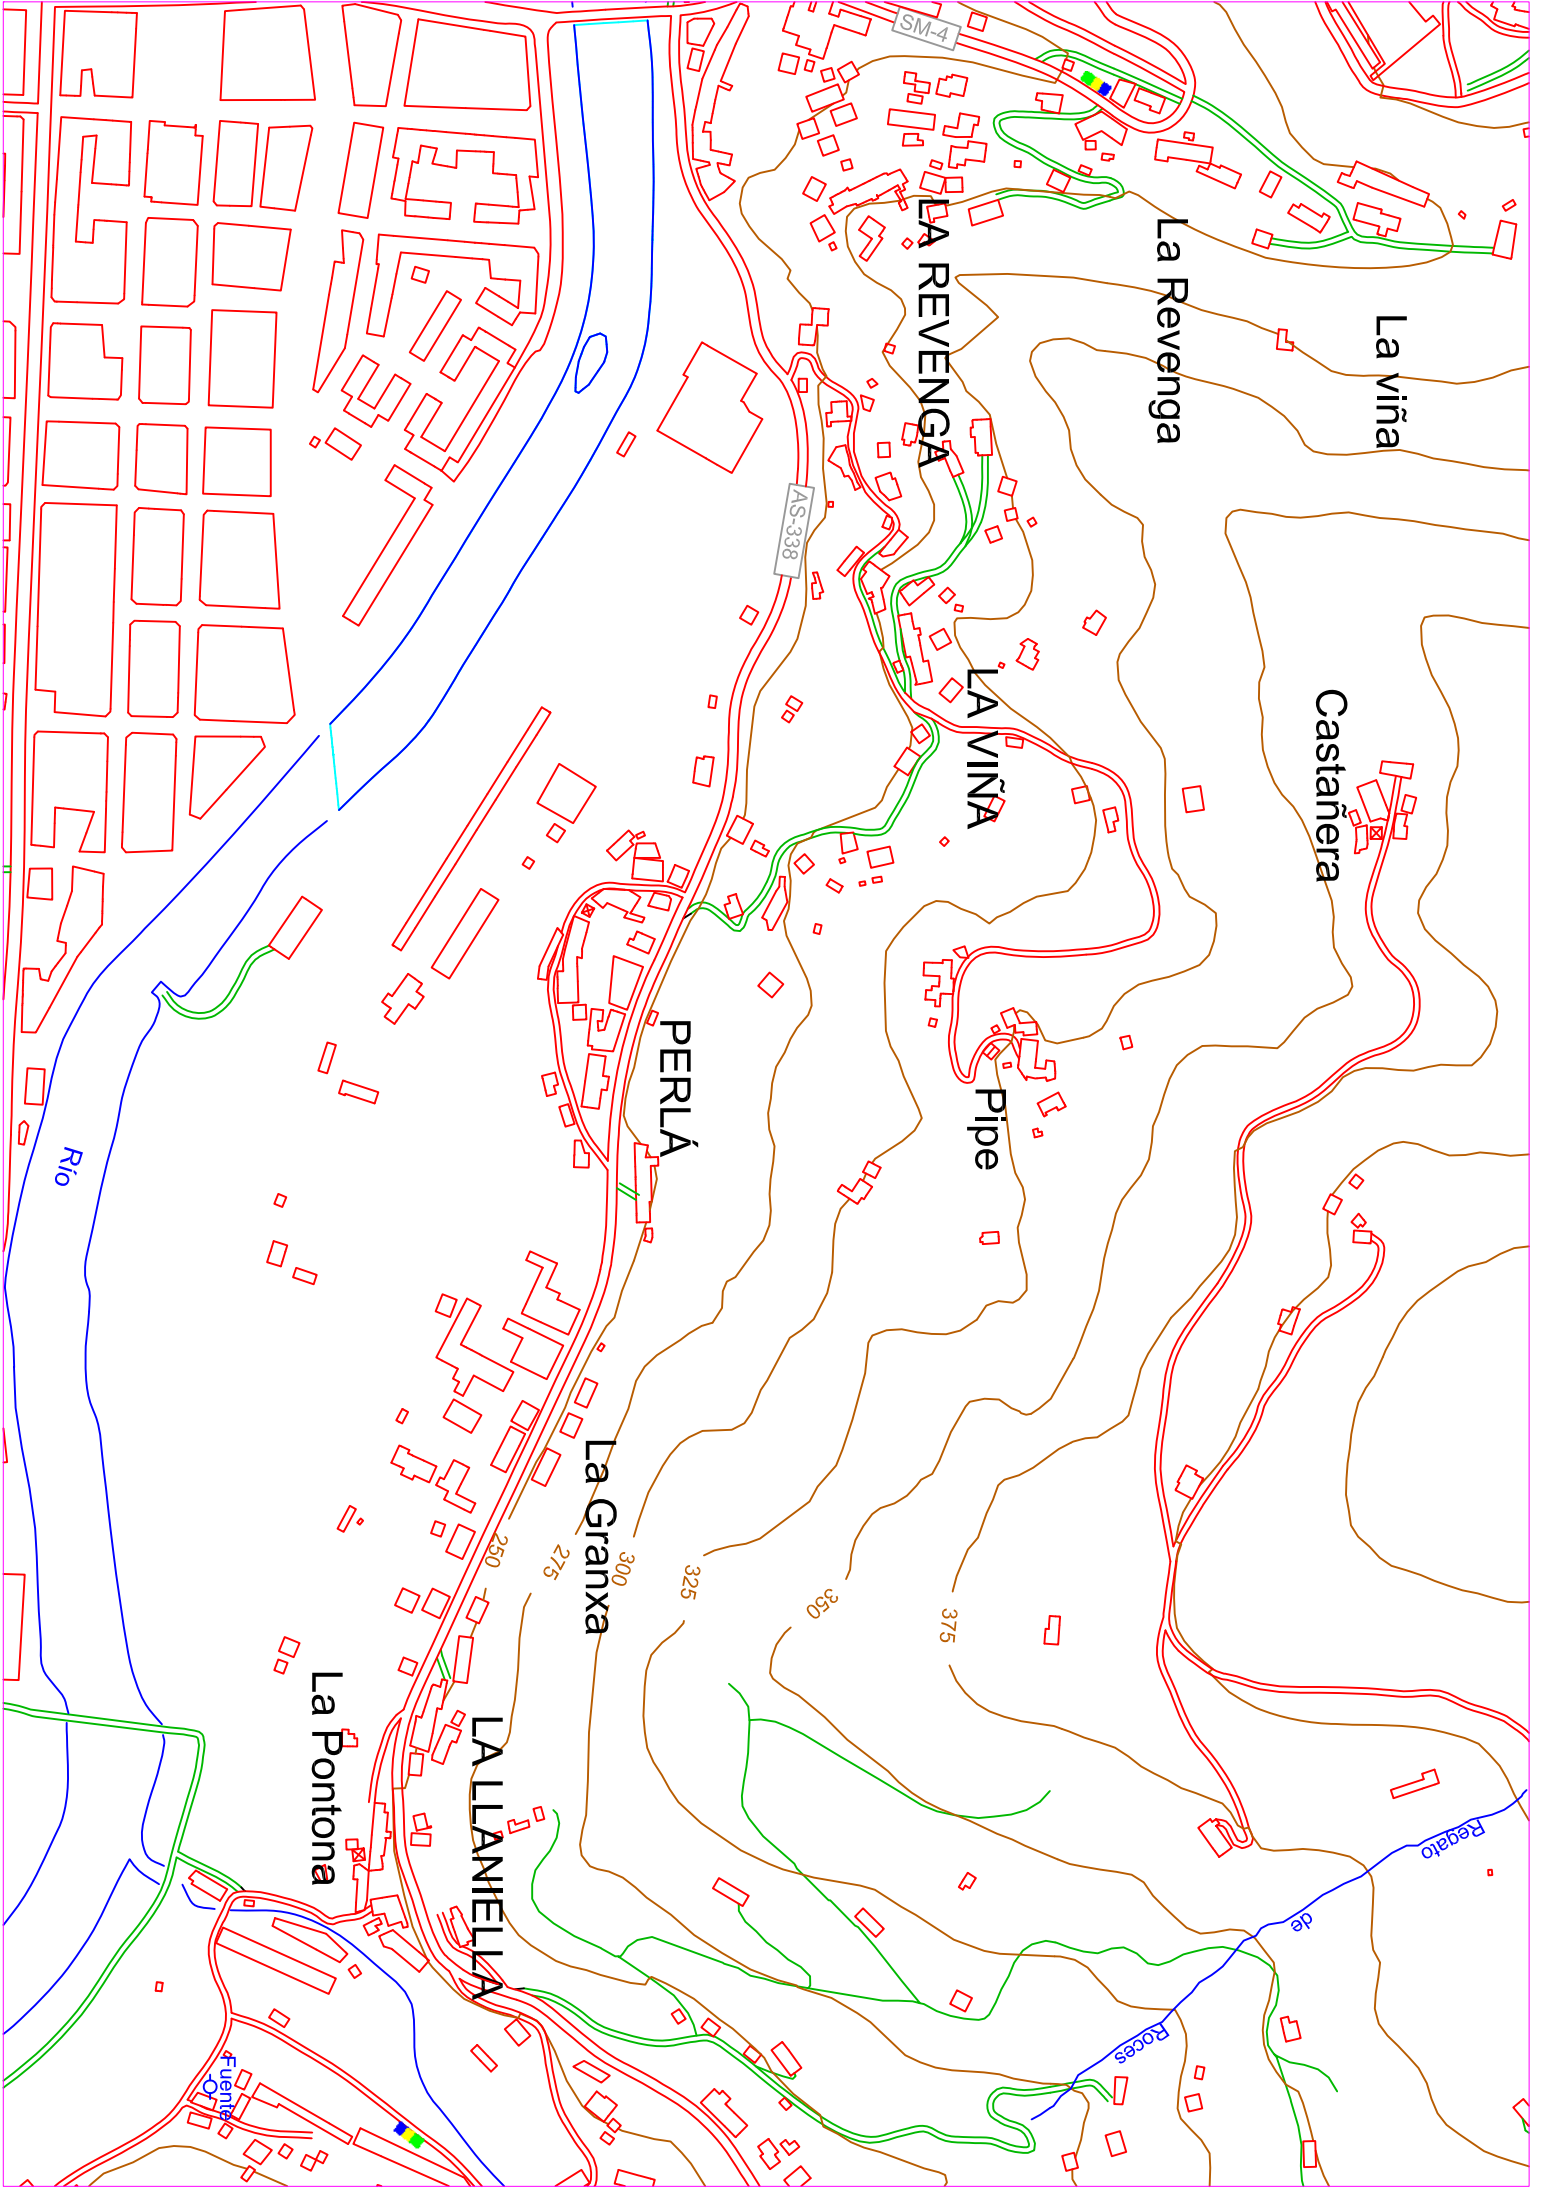 SM-4
LA REVENGA
La Revenga
La viña
AS-338
LA VIÑA
Castañera
PERLÁ
Pipe
Río
La Granxa
250
275
300
325
350
375
La Pontona
LA LLANIELLA
Regato
de
Roces
Fuente
-O-